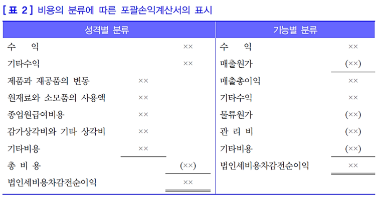 [표 2] 비용의 분류에 따른 포괄손익계산서의 표시
성격별 분류 기능별 분류
수 익 ×× 수 익 ××
기타수익 ×× 매출원가 (××)
제품과 재공품의 변동 ×× 매출총이익 ××
원재료와 소모품의 사용액 ×× 기타수익 ××
종업원급여비용 ×× 물류원가 (××)
감가상각비와 기타 상각비 ×× 관 리 비 (××)
기타비용 ×× 기타비용 (××)
총 비 용 (××) 법인세비용차감전순이익 ××
법인세비용차감전순이익 ××